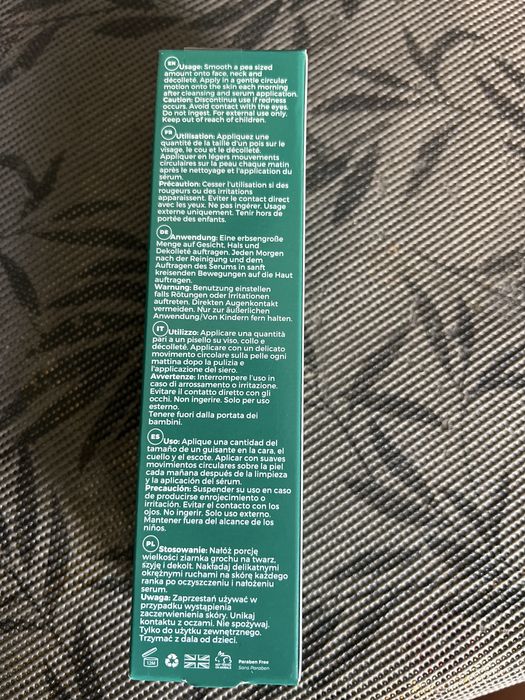 EN Usage: Smooth a pea sized
amount onto face, neck and
décolleté. Apply in a gentle circular
motion onto the skin each morning
after cleansing and serum application.
Caution: Discontinue use if redness
occurs. Avoid contact with the eyes.
Do not ingest. For external use only.
Keep out of reach of children.
FR Utilisation: Appliquez une
quantité de la taille d'un pois sur le
visage, le cou et le décolleté.
Appliquer en légers mouvements
circulaires sur la peau chaque matin
après le nettoyage et l'application du
sérum.
Précaution: Cesser l'utilisation si des
rougeurs ou des irritations
apparaissent. Eviter le contact direct
avec les yeux. Ne pas ingérer. Usage
externe uniquement. Tenir hors de
portée des enfants.
DE Anwendung: Eine erbsengroße
Menge auf Gesicht, Hals und
Dekolleté auftragen. Jeden Morgen
nach der Reinigung und dem
Auftragen des Serums in sanft
kreisenden Bewegungen auf die Haut
auftragen.
Warnung: Benutzung einstellen
falls Rötungen oder Irritationen
auftreten. Direkten Augenkontakt
vermeiden. Nur zur äußerlichen
Anwendung/Von Kindern fern halten.
IT Utilizzo: Applicare una quantità
pari a un pisello su viso, collo e
décolleté. Applicare con un delicato
movimento circolare sulla pelle ogni
mattina dopo la pulizia e
l'applicazione del siero.
Avvertenze: Interrompere l'uso in
caso di arrossamento o irritazione.
Evitare il contatto diretto con gli
occhi. Non ingerire. Solo per uso
esterno.
Tenere fuori dalla portata dei
bambini.
ES Uso: Aplique una cantidad del
tamaño de un guisante en la cara, el
cuello y el escote. Aplicar con suaves
movimientos circulares sobre la piel
cada mañana después de la limpieza
y la aplicación del sérum.
Precaución: Suspender su uso en caso
de producirse enrojecimiento o
irritación. Evitar el contacto con los
ojos. No ingerir. Solo uso externo.
Mantener fuera del alcance de los
niños.
PL Stosowanie: Nałóż porcję
wielkości ziarnka grochu na twarz,
szyję i dekolt. Nakładaj delikatnymi
okrężnymi ruchami na skórę każdego
ranka po oczyszczeniu i nałożeniu
serum.
Uwaga: Zaprzestań używać w
przypadku wystąpienia
zaczerwienienia skóry. Unikaj
kontaktu z oczami. Nie spożywaj.
Tylko do użytku zewnętrznego.
Trzymać z dala od dzieci.
12M
Paraben Free
Sans Paraben